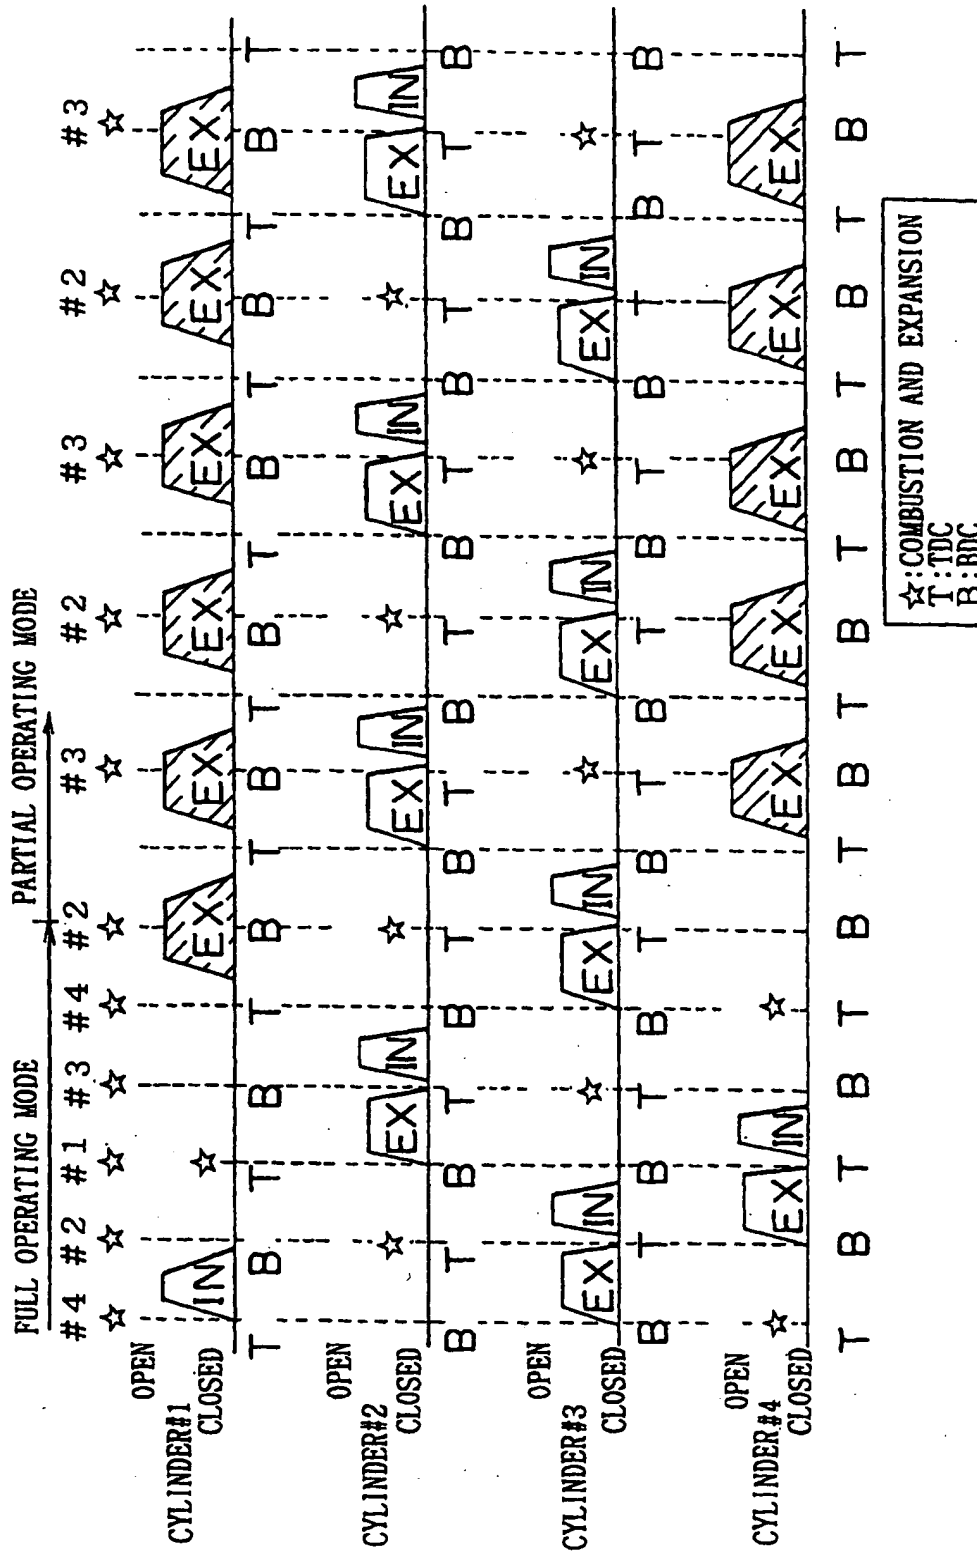 FULL OPERATING MODE PARTIAL OPERATING MODE
#4 #2 #1 #3 #4 #2 #3 #2 #3 #2 #3
☆ ☆ ☆ ☆ ☆ ☆ ☆ ☆ ☆ ☆ ☆
OPEN
CYLINDER#1
CLOSED
IN ☆ EX EX EX EX EX EX
T B T B T B T B T B T B T B T B T
OPEN
CYLINDER#2
CLOSED
☆ EX IN ☆ EX IN ☆ EX IN ☆ EX IN
B T B T B T B T B T B T B T B T B
OPEN
CYLINDER#3
CLOSED
EX IN ☆ EX IN ☆ EX IN ☆ EX IN ☆
B T B T B T B T B T B T B T B T B
OPEN
CYLINDER#4
CLOSED
☆ EX IN ☆ EX EX EX EX EX
T B T B T B T B T B T B T B T B T
☆:COMBUSTION AND EXPANSION
T:TDC
B:BDC